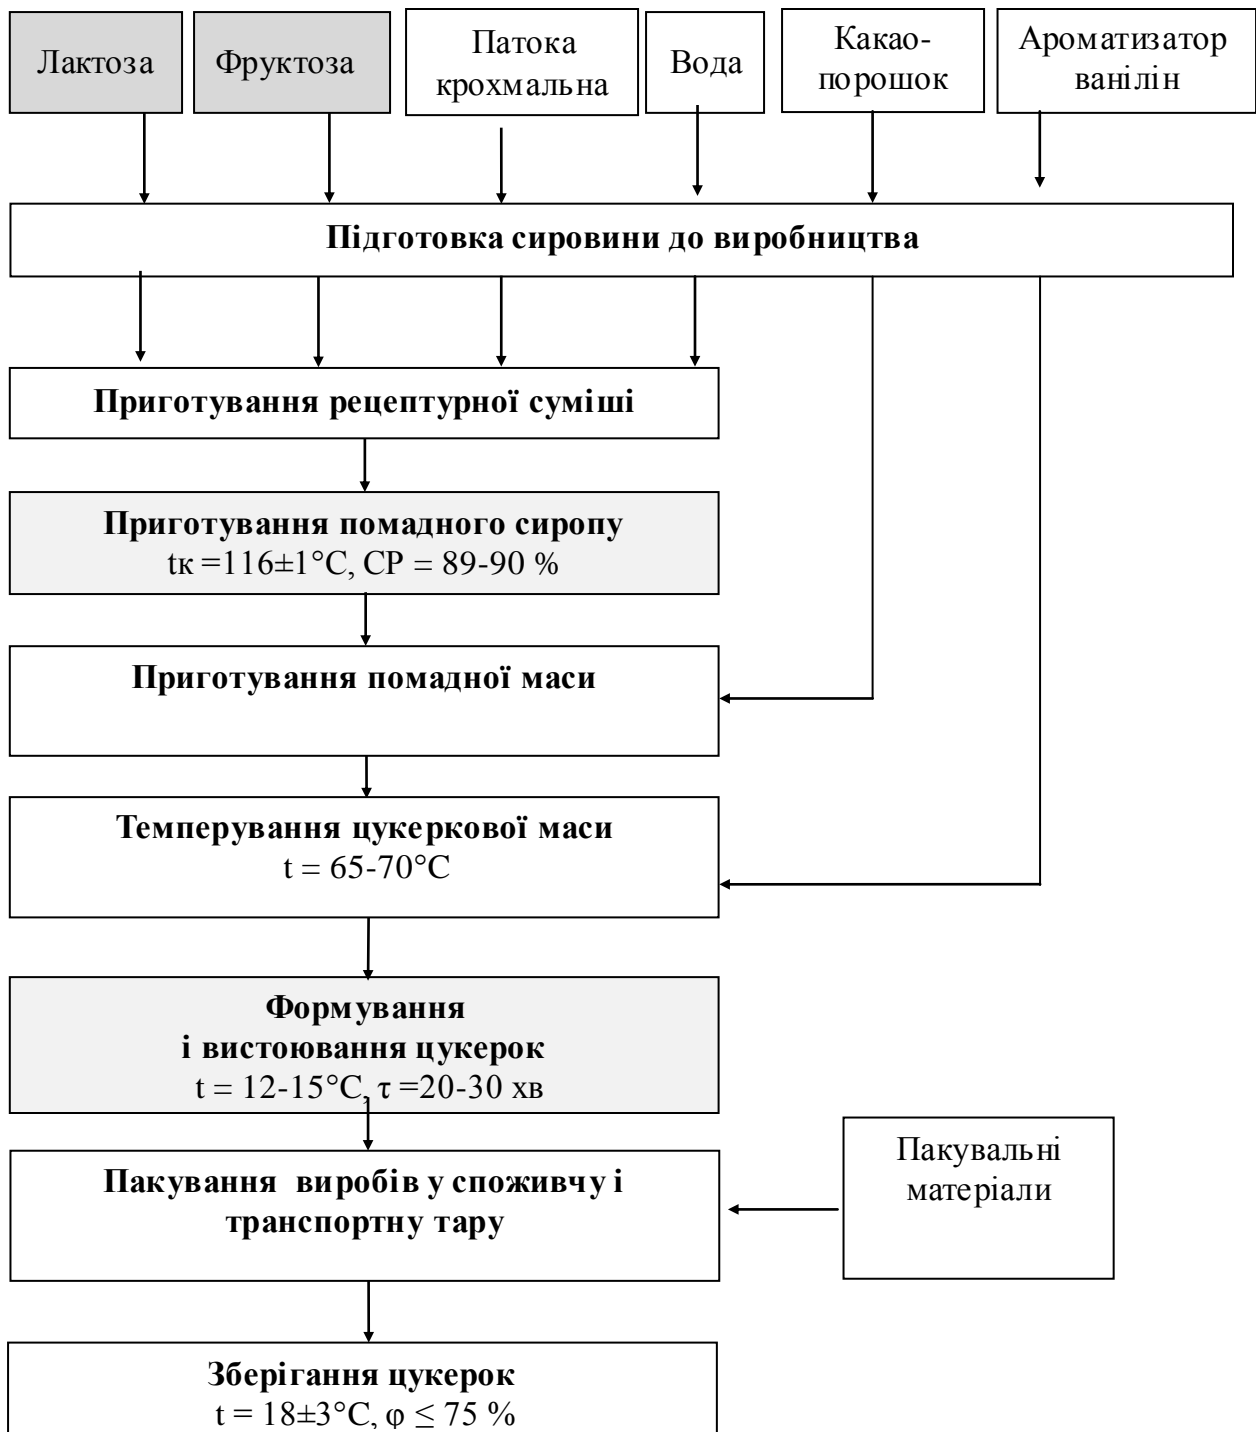 Лактоза
Фруктоза
Патока
крохмальна
Вода
Какао-
порошок
Ароматизатор
ванілін
Підготовка сировини до виробництва
Приготування рецептурної суміші
Приготування помадного сиропу
tк =116±1°С, СР = 89-90 %
Приготування помадної маси
Темперування цукеркової маси
t = 65-70°С
Формування
і вистоювання цукерок
t = 12-15°С, τ =20-30 хв
Пакування виробів у споживчу і
транспортну тару
Пакувальні
матеріали
Зберігання цукерок
t = 18±3°С, φ ≤ 75 %